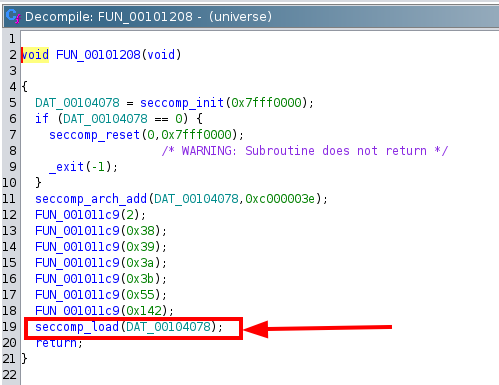 Decompile: FUN_00101208 - (universe)
1
2 void FUN_00101208(void)
3
4 {
5 DAT_00104078 = seccomp_init(0x7fff0000);
6 if (DAT_00104078 == 0) {
7 seccomp_reset(0,0x7fff0000);
8 /* WARNING: Subroutine does not return */
9 _exit(-1);
10 }
11 seccomp_arch_add(DAT_00104078,0xc000003e);
12 FUN_001011c9(2);
13 FUN_001011c9(0x38);
14 FUN_001011c9(0x39);
15 FUN_001011c9(0x3a);
16 FUN_001011c9(0x3b);
17 FUN_001011c9(0x55);
18 FUN_001011c9(0x142);
19 seccomp_load(DAT_00104078);
20 return;
21 }
22